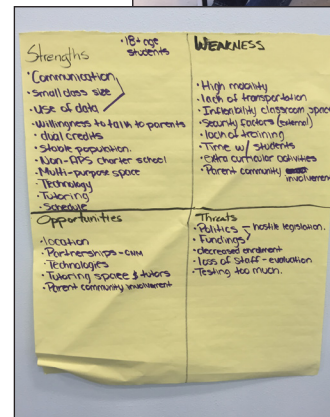 Strengths
• 18+ age
students
• Communication
• Small class size
• use of data
• Willingness to talk to parents
• dual credits
• Stable population.
• Non-APS charter school
• Multi-purpose space
• Technology
• Tutoring
• Schedule
WEAKNESS
• High mobility
• lack of transportation
• Inflexibility classroom space
• Security factors (external)
• lack of training
• Time w/ students
• extra curricular activities
• Parent community involvement
Opportunities
• location
• Partnerships - CNM
• Technologies
• Tutoring space & tutors
• Parent community involvement
Threats
• Politics hostile legislation.
• Fundings
• decreased enrollment
• loss of staff - evaluation
• Testing too much.